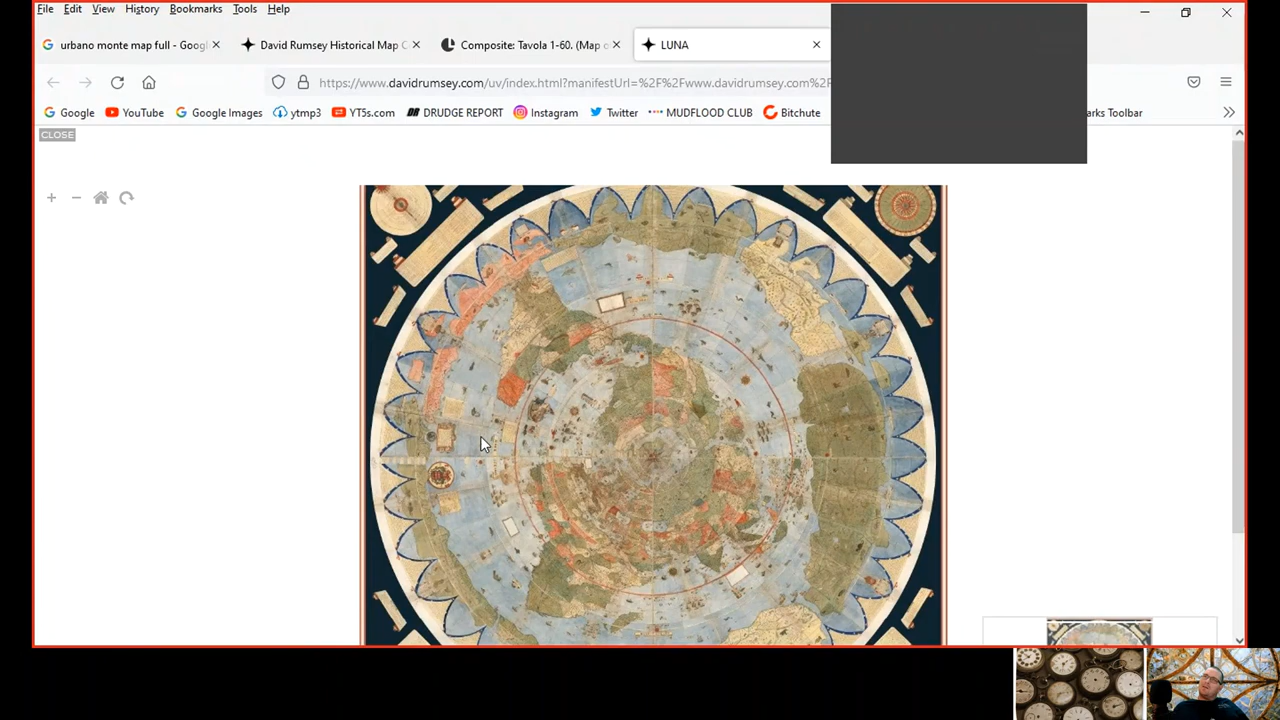 File Edit View History Bookmarks Tools Help
urbano monte map full - Goog
David Rumsey Historical Map C
Composite: Tavola 1-60. (Map o
LUNA
https://www.davidrumsey.com/uv/index.html?manifestUrl=%2F%2Fwww.davidrumsey.com%2F
Google YouTube Google Images ytmp3 YT5s.com DRUDGE REPORT Instagram Twitter MUDFLOOD CLUB Bitchute arks Toolbar
CLOSE